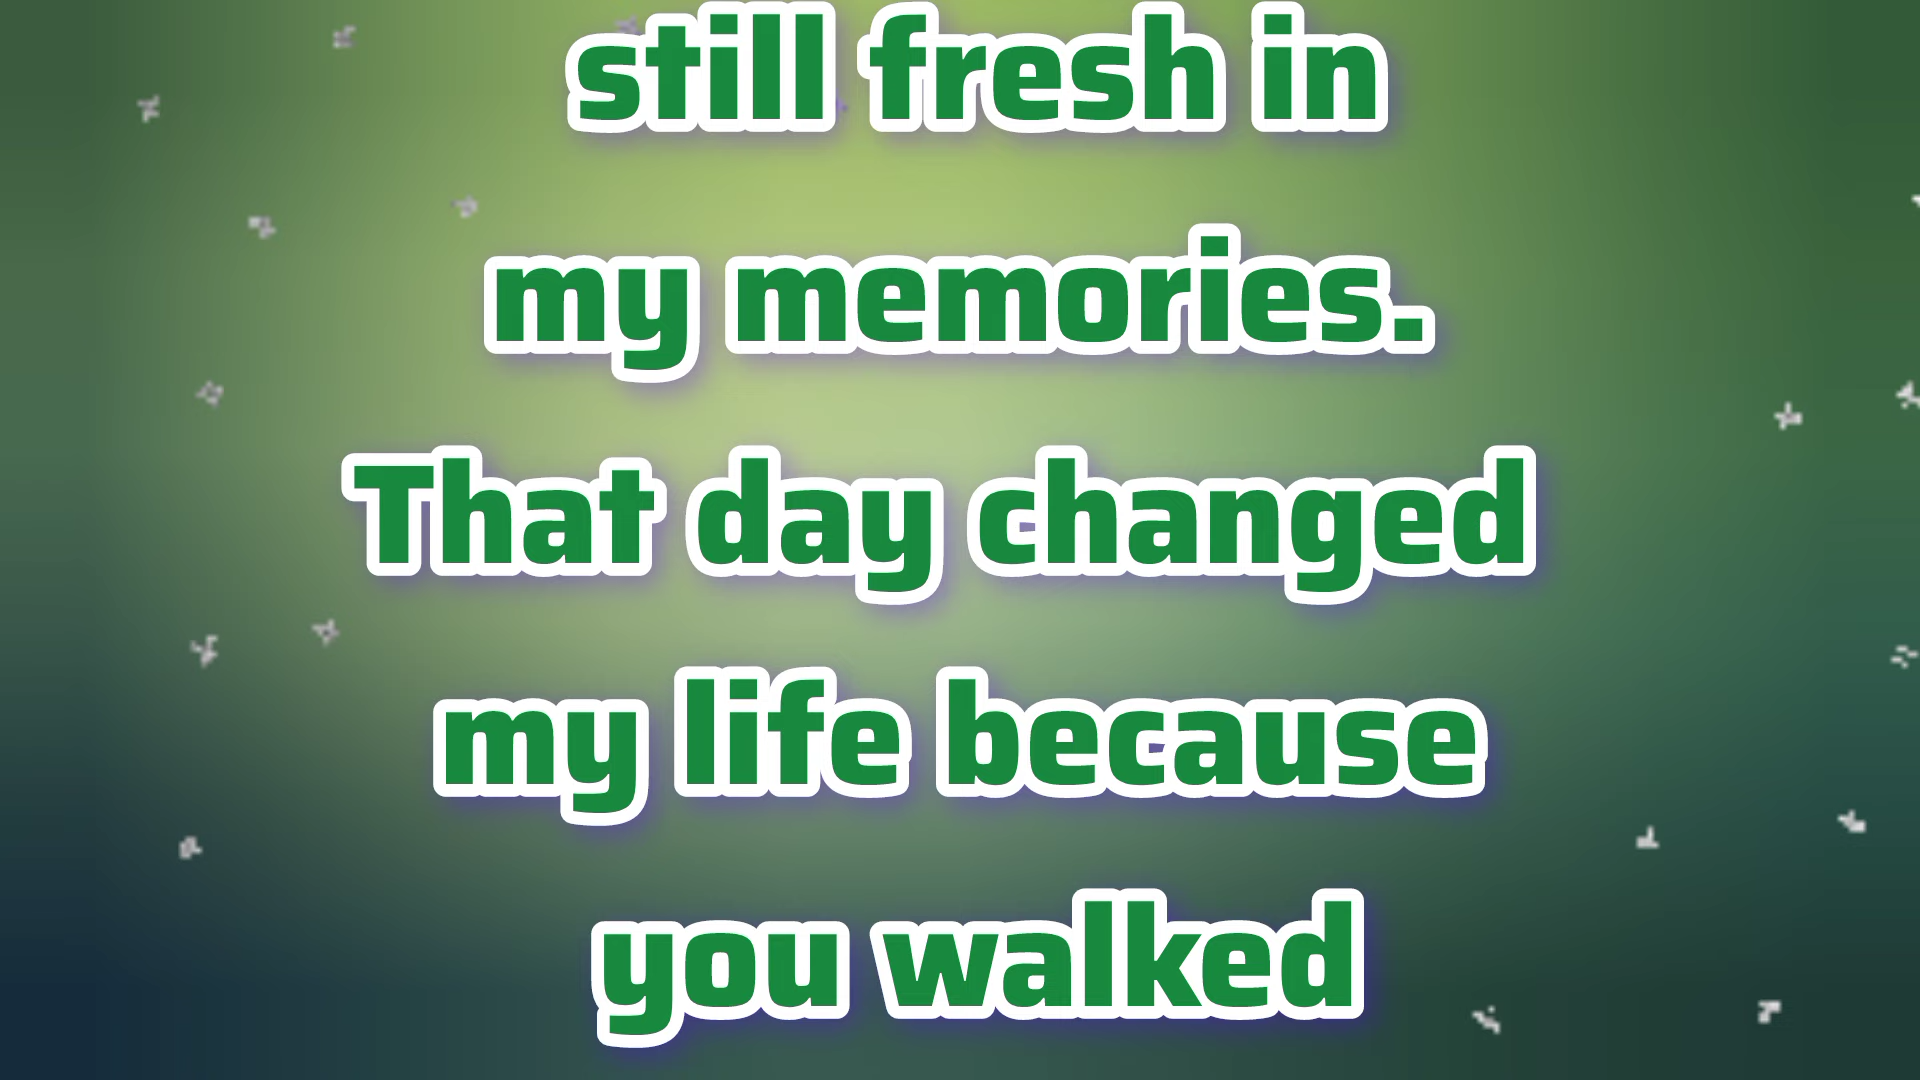 still fresh in
my memories.
That day changed
my life because
you walked